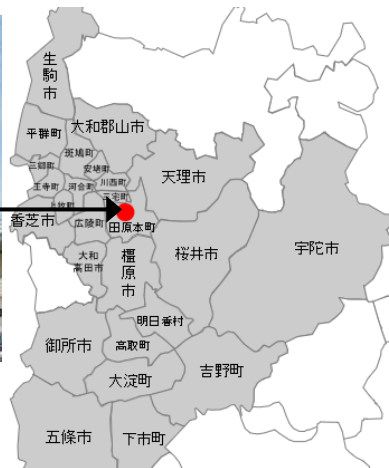 生駒市
平群町
大和郡山市
斑鳩町
三郷町
安堵町
天理市
王寺町
河合町
川西町
三宅町
上牧町
香芝市
広陵町
田原本町
大和
高田市
橿原市
桜井市
宇陀市
明日香村
御所市
高取町
大淀町
吉野町
五條市
下市町